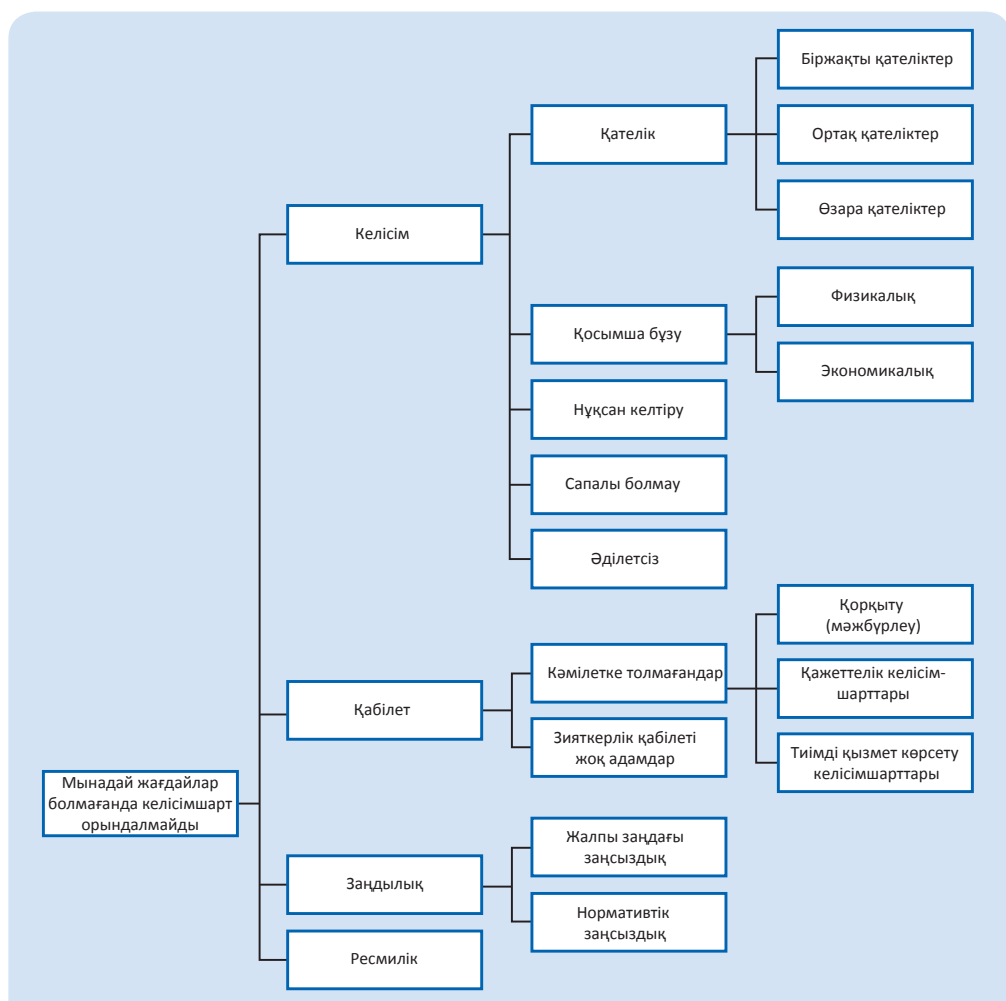 Біржақты қателіктер
Қателік
Ортақ қателіктер
Өзара қателіктер
Келісім
Физикалық
Қосымша бұзу
Экономикалық
Нұқсан келтіру
Сапалы болмау
Әділетсіз
Қорқыту
(мәжбүрлеу)
Кәмілетке толмағандар
Қажеттелік келісім-
шарттары
Қабілет
Зияткерлік қабілеті
жоқ адамдар
Тиімді қызмет көрсету
келісімшарттары
Мынадай жағдайлар
болмағанда келісімшарт
орындалмайды
Жалпы заңдағы
заңсыздық
Заңдылық
Нормативтік
заңсыздық
Ресмилік